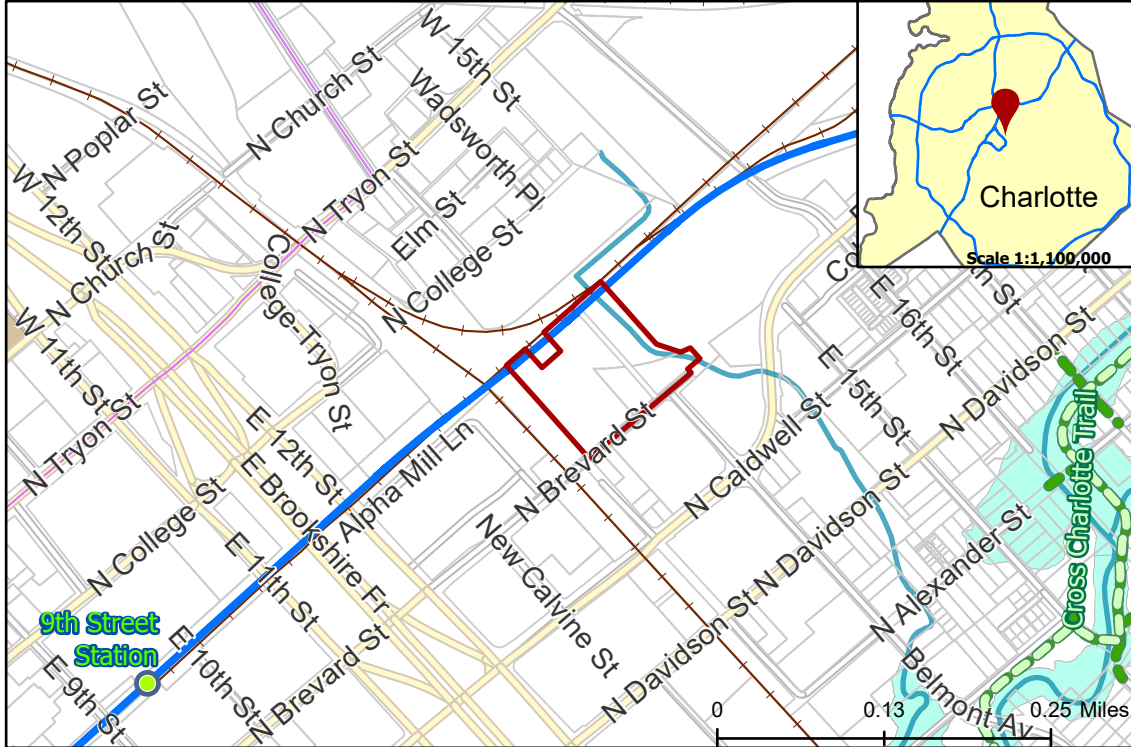 W 15th St
N Church St
Wadsworth Pl
N Poplar St
N Tryon St
W 12th St
Elm St
N College St
N Church St
College-Tryon St
W 11th St
N Tryon St
E 12th St
E Brookshire Fr
Alpha Mill Ln
N College St
E 11th St
N Brevard St
N Caldwell St
E 16th St
E 15th St
N Davidson St
New Calvine St
N Davidson St
N Davidson St
N Alexander St
Belmont Av
Cross Charlotte Trail
9th Street
Station
E 10th St
E 9th St
N Brevard St
Charlotte
Scale 1:1,100,000
0
0.13
0.25 Miles